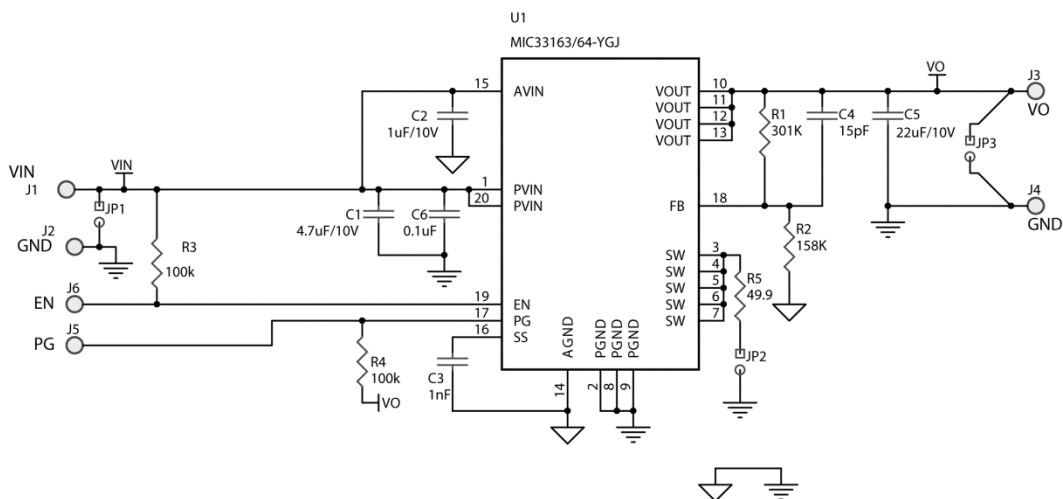 U1
MIC33163/64-YGJ
15
AVIN
C2
1uF/10V
VIN
J1
VIN
JP1
J2
GND
R3
100k
C1
4.7uF/10V
C6
0.1uF
1
PVIN
20
PVIN
J6
EN
19
EN
J5
PG
17
PG
16
SS
R4
100k
VO
C3
1nF
AGND
14
PGND
PGND
PGND
2
8
9
VOUT
10
VOUT
11
VOUT
12
VOUT
13
R1
301K
C4
15pF
C5
22uF/10V
VO
J3
VO
JP3
J4
GND
FB
18
R2
158K
SW
3
SW
4
SW
5
SW
6
SW
7
R5
49.9
JP2